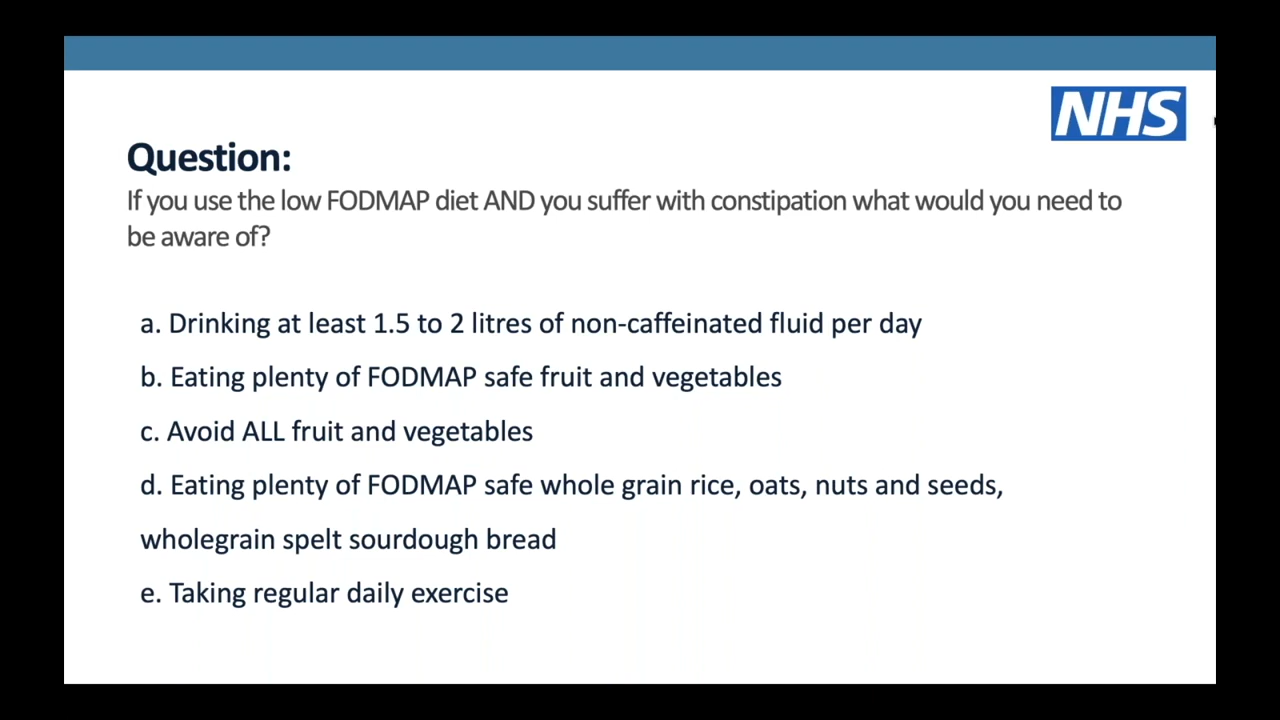 NHS
Question:
If you use the low FODMAP diet AND you suffer with constipation what would you need to
be aware of?
a. Drinking at least 1.5 to 2 litres of non-caffeinated fluid per day
b. Eating plenty of FODMAP safe fruit and vegetables
c. Avoid ALL fruit and vegetables
d. Eating plenty of FODMAP safe whole grain rice, oats, nuts and seeds,
wholegrain spelt sourdough bread
e. Taking regular daily exercise